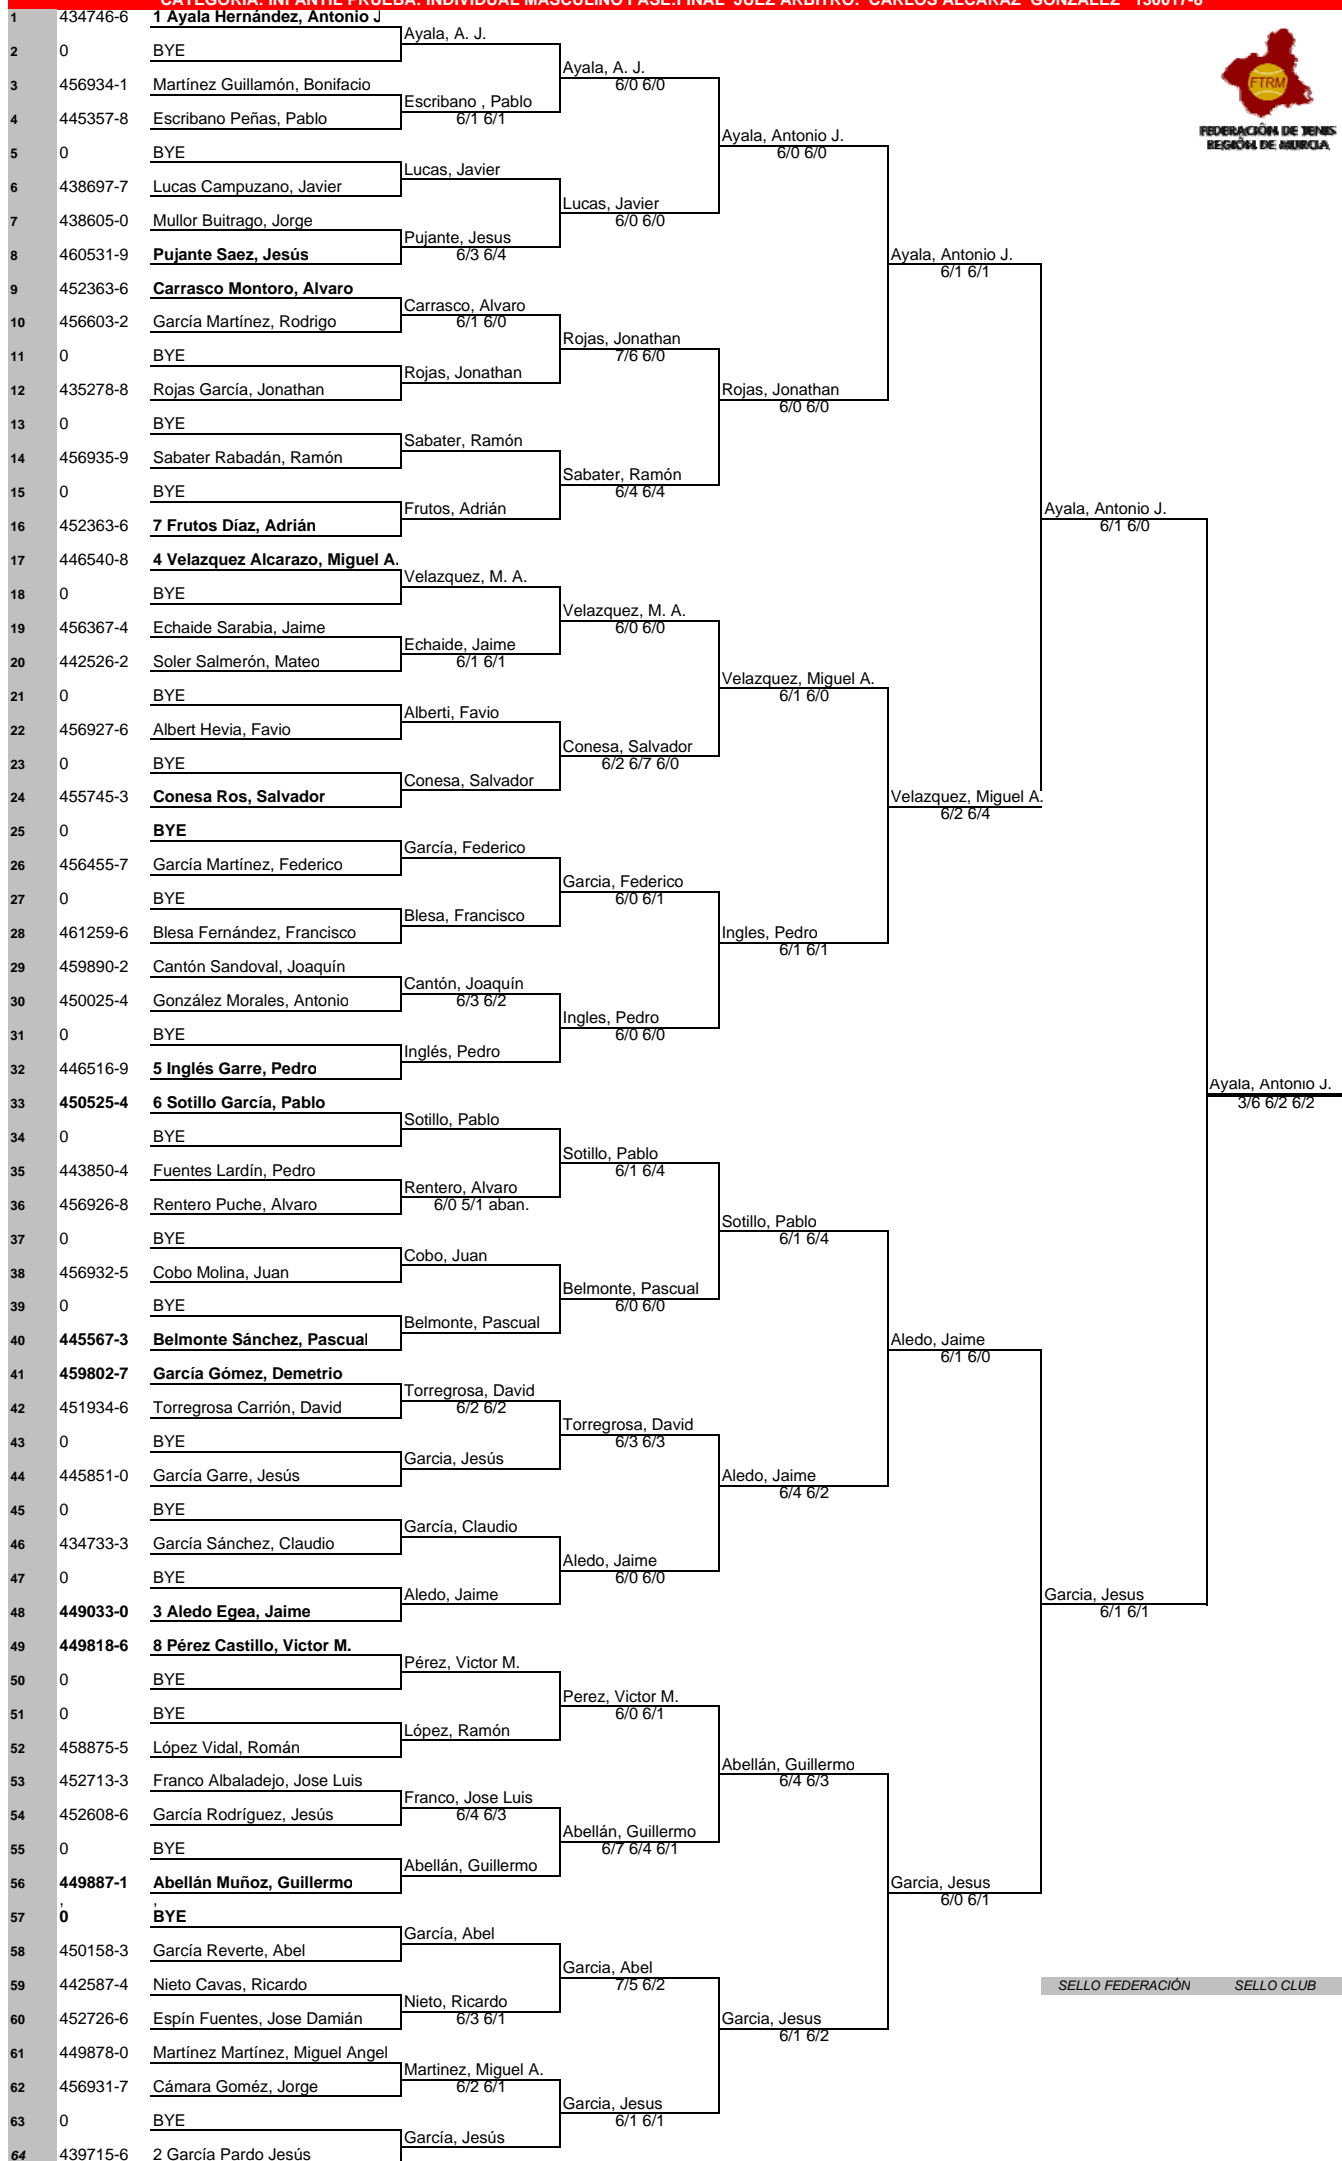 CATEGORÍA: INFANTIL PRUEBA: INDIVIDUAL MASCULINO FASE:FINAL JUEZ ARBITRO: CARLOS ALCARAZ GONZALEZ 130017-8
1 434746-6 1 Ayala Hernández, Antonio J
Ayala, A. J.
2 0 BYE
Ayala, A. J.
6/0 6/0
3 456934-1 Martínez Guillamón, Bonifacio
Escribano , Pablo
6/1 6/1
4 445357-8 Escribano Peñas, Pablo
FTRM
FEDERACIÓN DE TENIS
REGIÓN DE MURCIA
Ayala, Antonio J.
6/0 6/0
5 0 BYE
Lucas, Javier
6 438697-7 Lucas Campuzano, Javier
Lucas, Javier
6/0 6/0
7 438605-0 Mullor Buitrago, Jorge
Pujante, Jesus
6/3 6/4
8 460531-9 Pujante Saez, Jesús
Ayala, Antonio J.
6/1 6/1
9 452363-6 Carrasco Montoro, Alvaro
Carrasco, Alvaro
6/1 6/0
10 456603-2 García Martínez, Rodrigo
Rojas, Jonathan
7/6 6/0
11 0 BYE
Rojas, Jonathan
12 435278-8 Rojas García, Jonathan
Rojas, Jonathan
6/0 6/0
13 0 BYE
Sabater, Ramón
14 456935-9 Sabater Rabadán, Ramón
Sabater, Ramón
6/4 6/4
15 0 BYE
Frutos, Adrián
16 452363-6 7 Frutos Díaz, Adrián
Ayala, Antonio J.
6/1 6/0
17 446540-8 4 Velazquez Alcarazo, Miguel A.
Velazquez, M. A.
18 0 BYE
Velazquez, M. A.
6/0 6/0
19 456367-4 Echaide Sarabia, Jaime
Echaide, Jaime
6/1 6/1
20 442526-2 Soler Salmerón, Mateo
Velazquez, Miguel A.
6/1 6/0
21 0 BYE
Alberti, Favio
22 456927-6 Albert Hevia, Favio
Conesa, Salvador
6/2 6/7 6/0
23 0 BYE
Conesa, Salvador
24 455745-3 Conesa Ros, Salvador
Velazquez, Miguel A.
6/2 6/4
25 0 BYE
García, Federico
26 456455-7 García Martínez, Federico
Garcia, Federico
6/0 6/1
27 0 BYE
Blesa, Francisco
28 461259-6 Blesa Fernández, Francisco
Ingles, Pedro
6/1 6/1
29 459890-2 Cantón Sandoval, Joaquín
Cantón, Joaquín
6/3 6/2
30 450025-4 González Morales, Antonio
Ingles, Pedro
6/0 6/0
31 0 BYE
Inglés, Pedro
32 446516-9 5 Inglés Garre, Pedro
Ayala, Antonio J.
3/6 6/2 6/2
33 450525-4 6 Sotillo García, Pablo
Sotillo, Pablo
34 0 BYE
Sotillo, Pablo
6/1 6/4
35 443850-4 Fuentes Lardín, Pedro
Rentero, Alvaro
6/0 5/1 aban.
36 456926-8 Rentero Puche, Alvaro
Sotillo, Pablo
6/1 6/4
37 0 BYE
Cobo, Juan
38 456932-5 Cobo Molina, Juan
Belmonte, Pascual
6/0 6/0
39 0 BYE
Belmonte, Pascual
40 445567-3 Belmonte Sánchez, Pascual
Aledo, Jaime
6/1 6/0
41 459802-7 García Gómez, Demetrio
Torregrosa, David
6/2 6/2
42 451934-6 Torregrosa Carrión, David
Torregrosa, David
6/3 6/3
43 0 BYE
Garcia, Jesús
44 445851-0 García Garre, Jesús
Aledo, Jaime
6/4 6/2
45 0 BYE
García, Claudio
46 434733-3 García Sánchez, Claudio
Aledo, Jaime
6/0 6/0
47 0 BYE
Aledo, Jaime
48 449033-0 3 Aledo Egea, Jaime
Garcia, Jesus
6/1 6/1
49 449818-6 8 Pérez Castillo, Victor M.
Pérez, Victor M.
50 0 BYE
Perez, Victor M.
6/0 6/1
51 0 BYE
López, Ramón
52 458875-5 López Vidal, Román
Abellán, Guillermo
6/4 6/3
53 452713-3 Franco Albaladejo, Jose Luis
Franco, Jose Luis
6/4 6/3
54 452608-6 García Rodríguez, Jesús
Abellán, Guillermo
6/7 6/4 6/1
55 0 BYE
Abellán, Guillermo
56 449887-1 Abellán Muñoz, Guillermo
Garcia, Jesus
6/0 6/1
, ,
57 0 BYE
García, Abel
58 450158-3 García Reverte, Abel
Garcia, Abel
7/5 6/2
59 442587-4 Nieto Cavas, Ricardo
SELLO FEDERACIÓN SELLO CLUB
Nieto, Ricardo
6/3 6/1
60 452726-6 Espín Fuentes, Jose Damián
Garcia, Jesus
6/1 6/2
61 449878-0 Martínez Martínez, Miguel Angel
Martinez, Miguel A.
6/2 6/1
62 456931-7 Cámara Goméz, Jorge
Garcia, Jesus
6/1 6/1
63 0 BYE
García, Jesús
64 439715-6 2 García Pardo Jesús